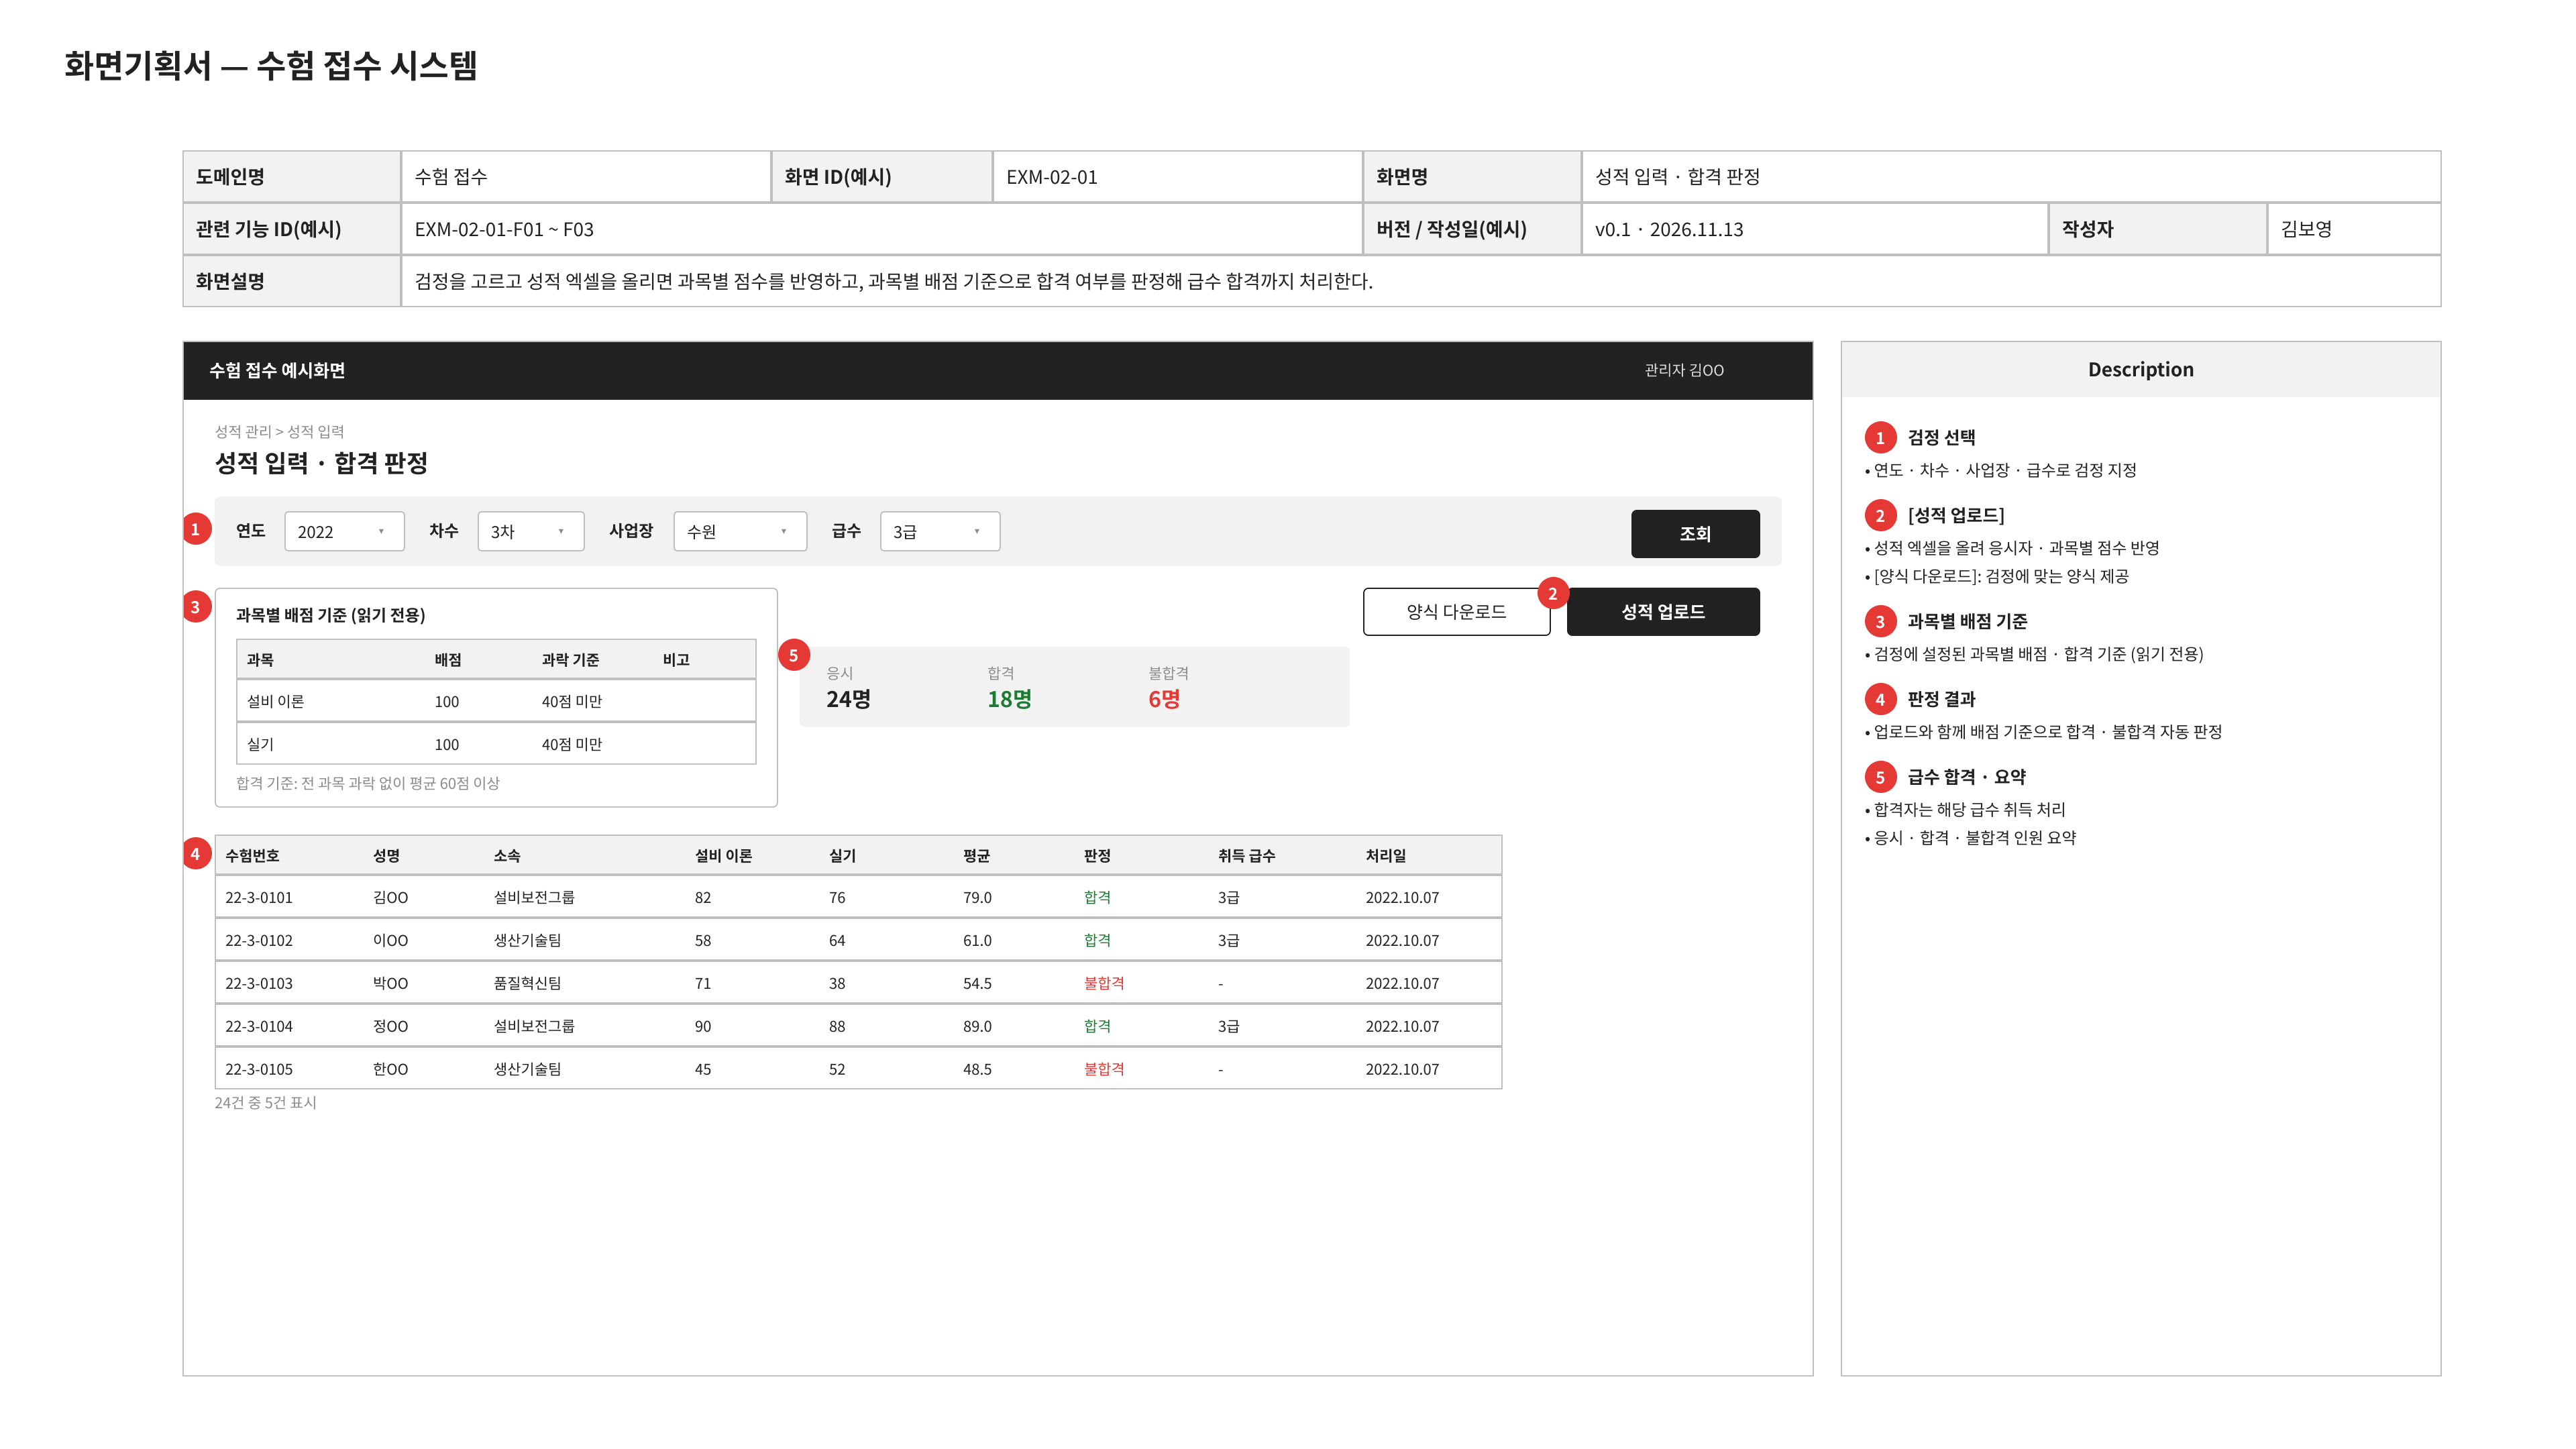 화면기획서 — 수험 접수 시스템
도메인명 수험 접수 화면 ID(예시) EXM-02-01 화면명 성적 입력 · 합격 판정
관련 기능 ID(예시) EXM-02-01-F01 ~ F03 버전 / 작성일(예시) v0.1 · 2026.11.13 작성자 김보영
화면설명 검정을 고르고 성적 엑셀을 올리면 과목별 점수를 반영하고, 과목별 배점 기준으로 합격 여부를 판정해 급수 합격까지 처리한다.
수험 접수 예시화면 관리자 김OO
성적 관리 > 성적 입력
성적 입력 · 합격 판정
1 연도 2022 차수 3차 사업장 수원 급수 3급 조회
3 과목별 배점 기준 (읽기 전용)
과목 배점 과락 기준 비고
설비 이론 100 40점 미만
실기 100 40점 미만
합격 기준: 전 과목 과락 없이 평균 60점 이상
양식 다운로드 2 성적 업로드
5 응시 합격 불합격
24명 18명 6명
4 수험번호 성명 소속 설비 이론 실기 평균 판정 취득 급수 처리일
22-3-0101 김OO 설비보전그룹 82 76 79.0 합격 3급 2022.10.07
22-3-0102 이OO 생산기술팀 58 64 61.0 합격 3급 2022.10.07
22-3-0103 박OO 품질혁신팀 71 38 54.5 불합격 - 2022.10.07
22-3-0104 정OO 설비보전그룹 90 88 89.0 합격 3급 2022.10.07
22-3-0105 한OO 생산기술팀 45 52 48.5 불합격 - 2022.10.07
24건 중 5건 표시
Description
1 검정 선택
• 연도 · 차수 · 사업장 · 급수로 검정 지정
2 [성적 업로드]
• 성적 엑셀을 올려 응시자 · 과목별 점수 반영
• [양식 다운로드]: 검정에 맞는 양식 제공
3 과목별 배점 기준
• 검정에 설정된 과목별 배점 · 합격 기준 (읽기 전용)
4 판정 결과
• 업로드와 함께 배점 기준으로 합격 · 불합격 자동 판정
5 급수 합격 · 요약
• 합격자는 해당 급수 취득 처리
• 응시 · 합격 · 불합격 인원 요약